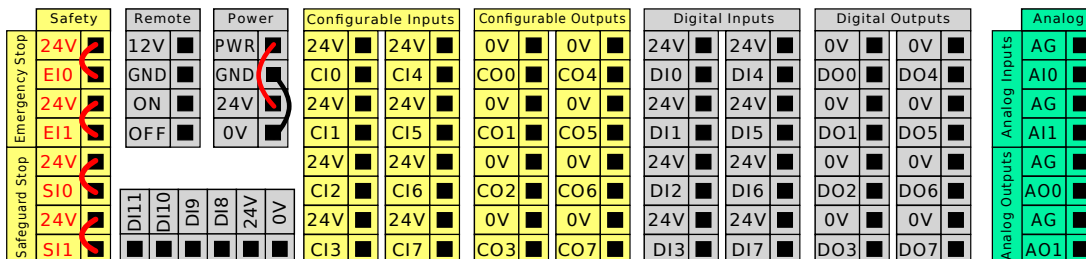 Safety
Emergency Stop
24V
EI0
24V
EI1
Safeguard Stop
24V
SI0
24V
SI1
Remote
12V
GND
ON
OFF
Power
PWR
GND
24V
0V
DI11
DI10
DI9
DI8
24V
0V
Configurable Inputs
24V 24V
CI0 CI4
24V 24V
CI1 CI5
24V 24V
CI2 CI6
24V 24V
CI3 CI7
Configurable Outputs
0V 0V
CO0 CO4
0V 0V
CO1 CO5
0V 0V
CO2 CO6
0V 0V
CO3 CO7
Digital Inputs
24V 24V
DI0 DI4
24V 24V
DI1 DI5
24V 24V
DI2 DI6
24V 24V
DI3 DI7
Digital Outputs
0V 0V
DO0 DO4
0V 0V
DO1 DO5
0V 0V
DO2 DO6
0V 0V
DO3 DO7
Analog
Analog Inputs
AG
AI0
AG
AI1
Analog Outputs
AG
AO0
AG
AO1